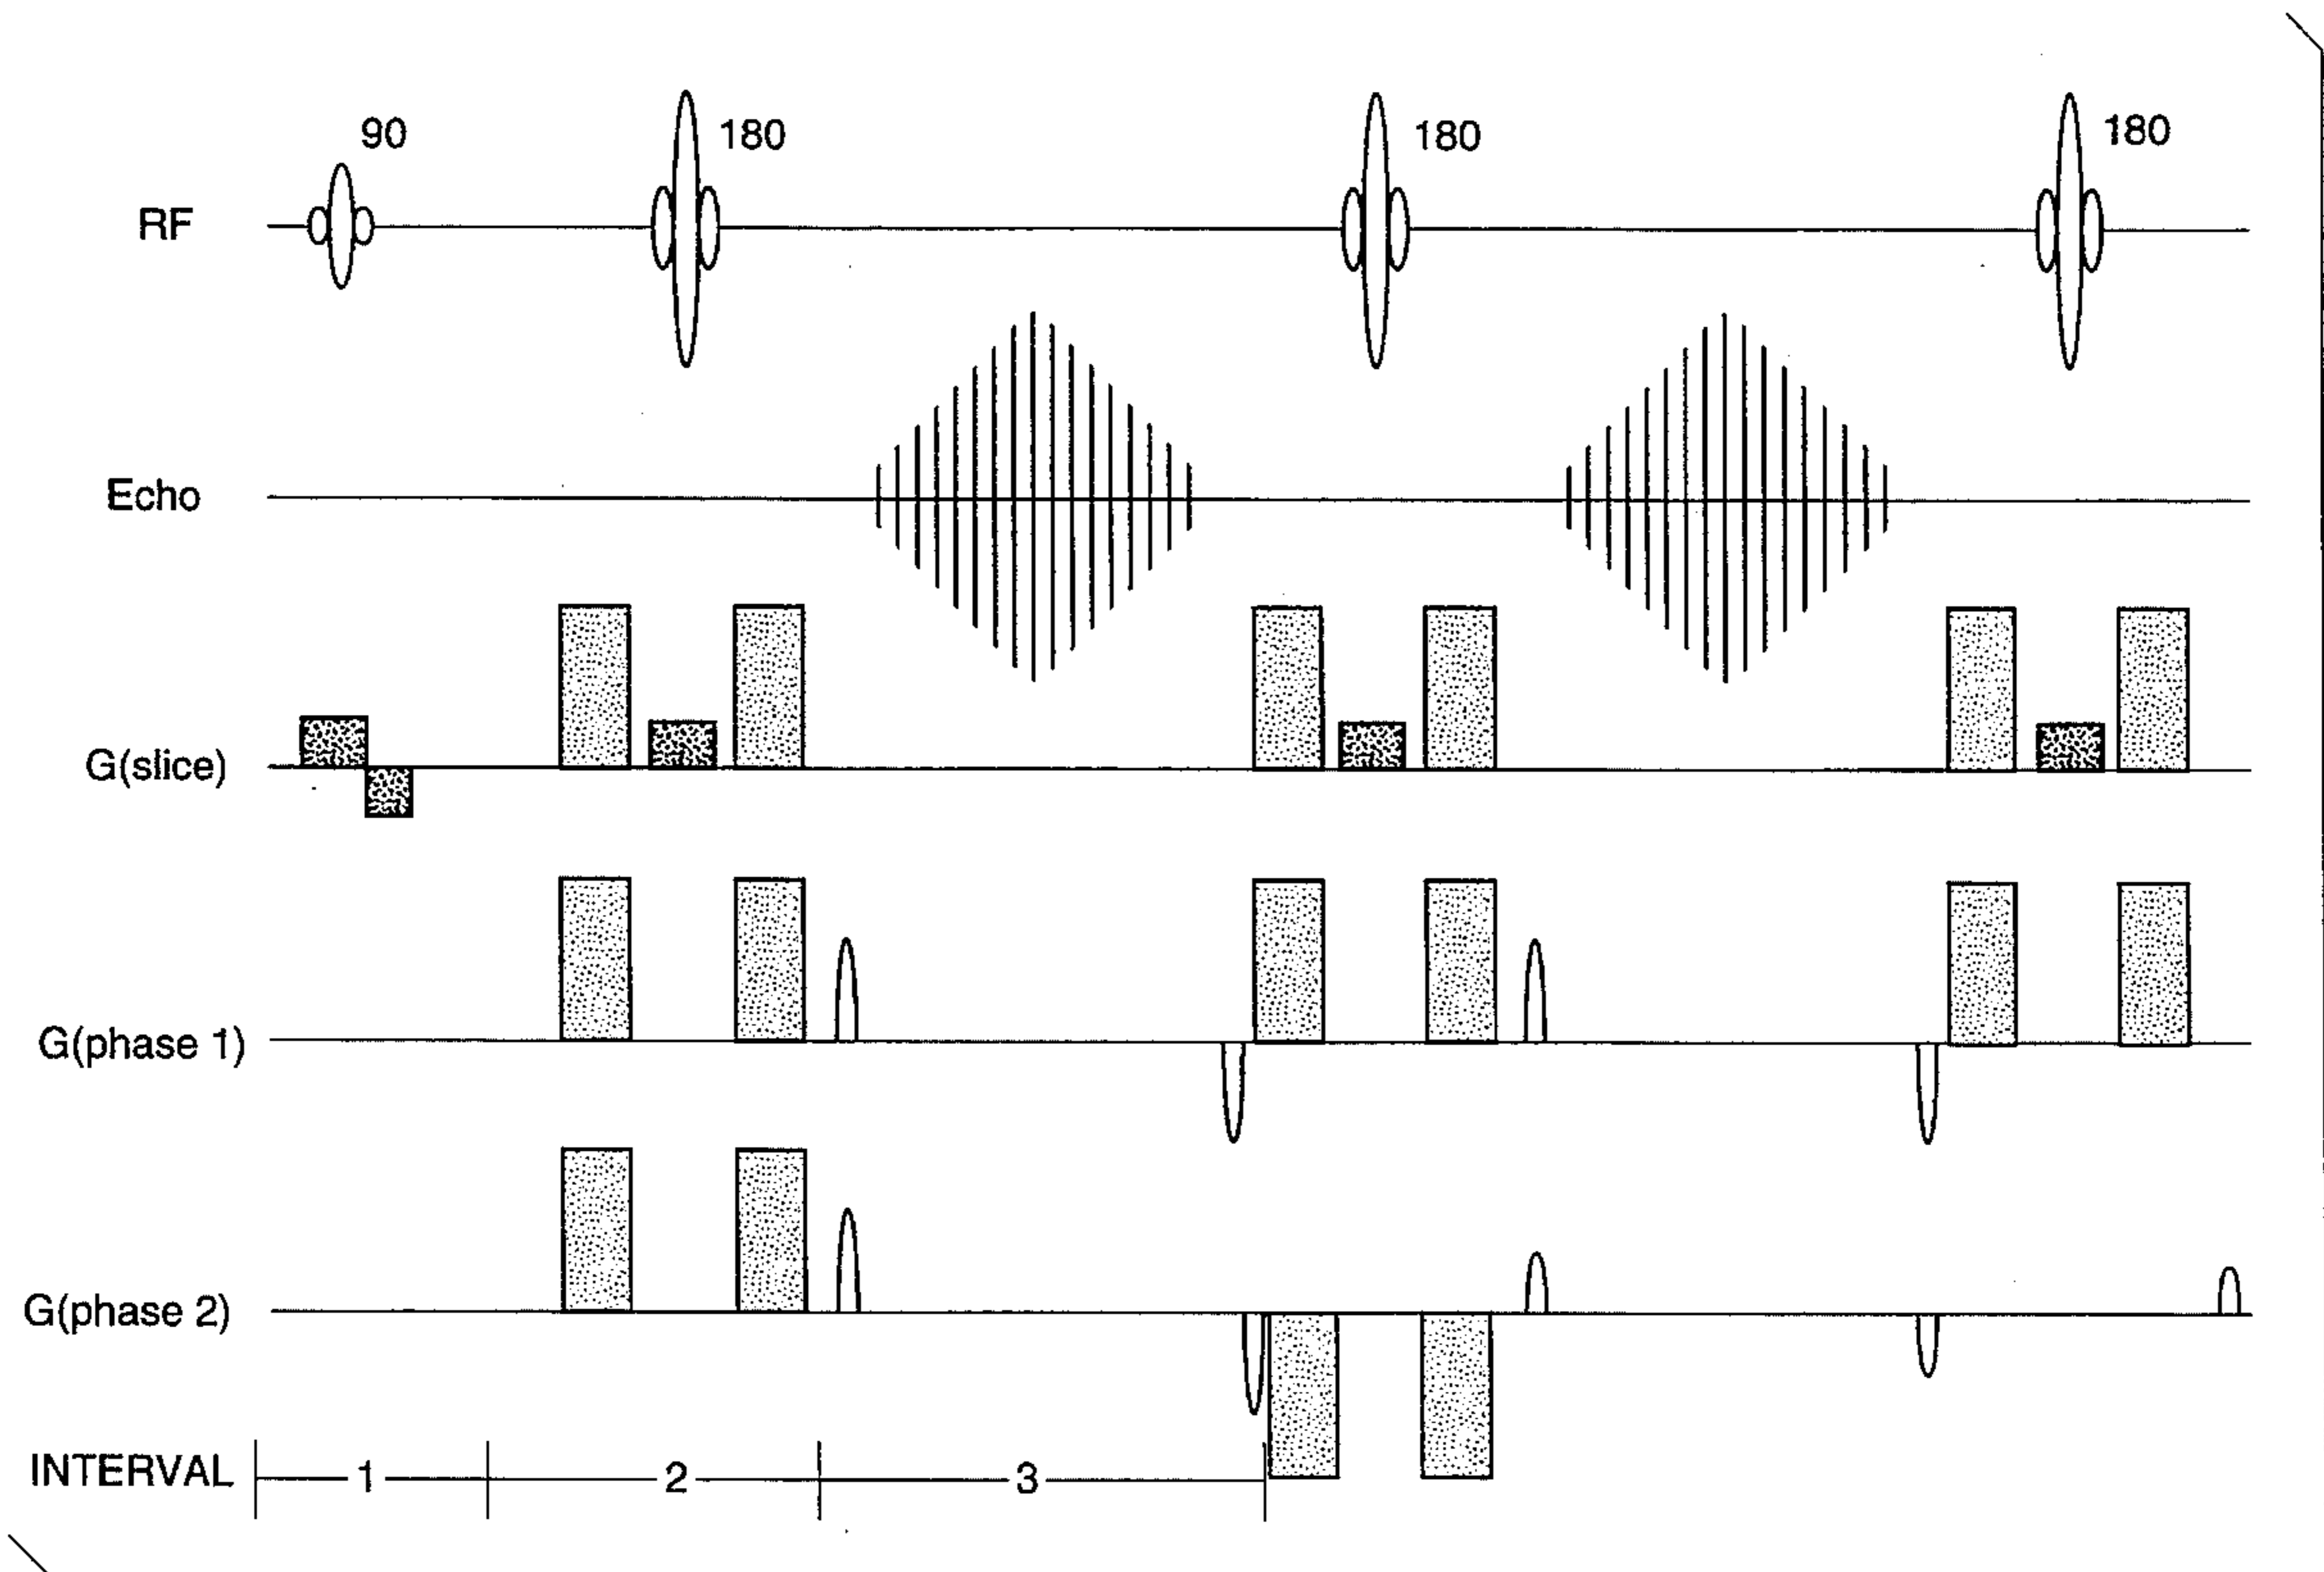 90
180
180
180
RF
Echo
G(slice)
G(phase 1)
G(phase 2)
INTERVAL
1
2
3